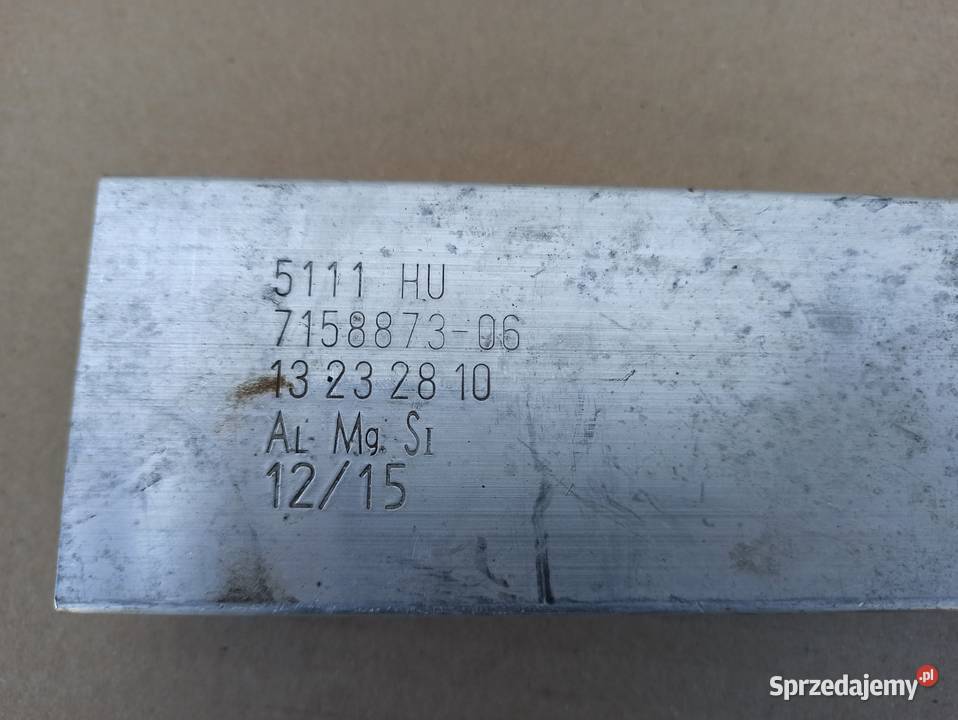 5111 HU
7158873-06
13 23 28 10
AL Mg SI
12/15
Sprzedajemy.pl